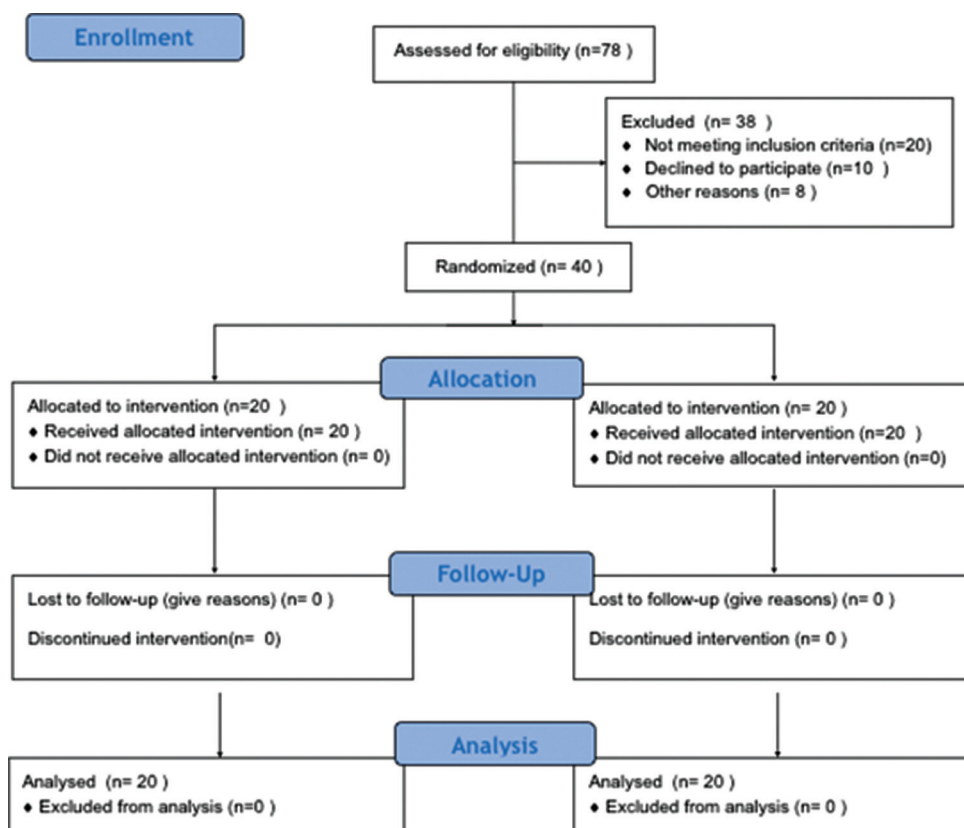 Enrollment
Assessed for eligibility (n=78 )
Excluded (n= 38 )
♦ Not meeting inclusion criteria (n=20)
♦ Declined to participate (n=10 )
♦ Other reasons (n= 8 )
Randomized (n= 40 )
Allocation
Allocated to intervention (n=20 )
♦ Received allocated intervention (n= 20 )
♦ Did not receive allocated intervention (n= 0)
Allocated to intervention (n= 20 )
♦ Received allocated intervention (n=20 )
♦ Did not receive allocated intervention (n=0)
Follow-Up
Lost to follow-up (give reasons) (n= 0 )
Discontinued intervention(n= 0)
Lost to follow-up (give reasons) (n= 0 )
Discontinued intervention (n= 0 )
Analysis
Analysed (n= 20 )
♦ Excluded from analysis (n=0 )
Analysed (n= 20 )
♦ Excluded from analysis (n= 0 )